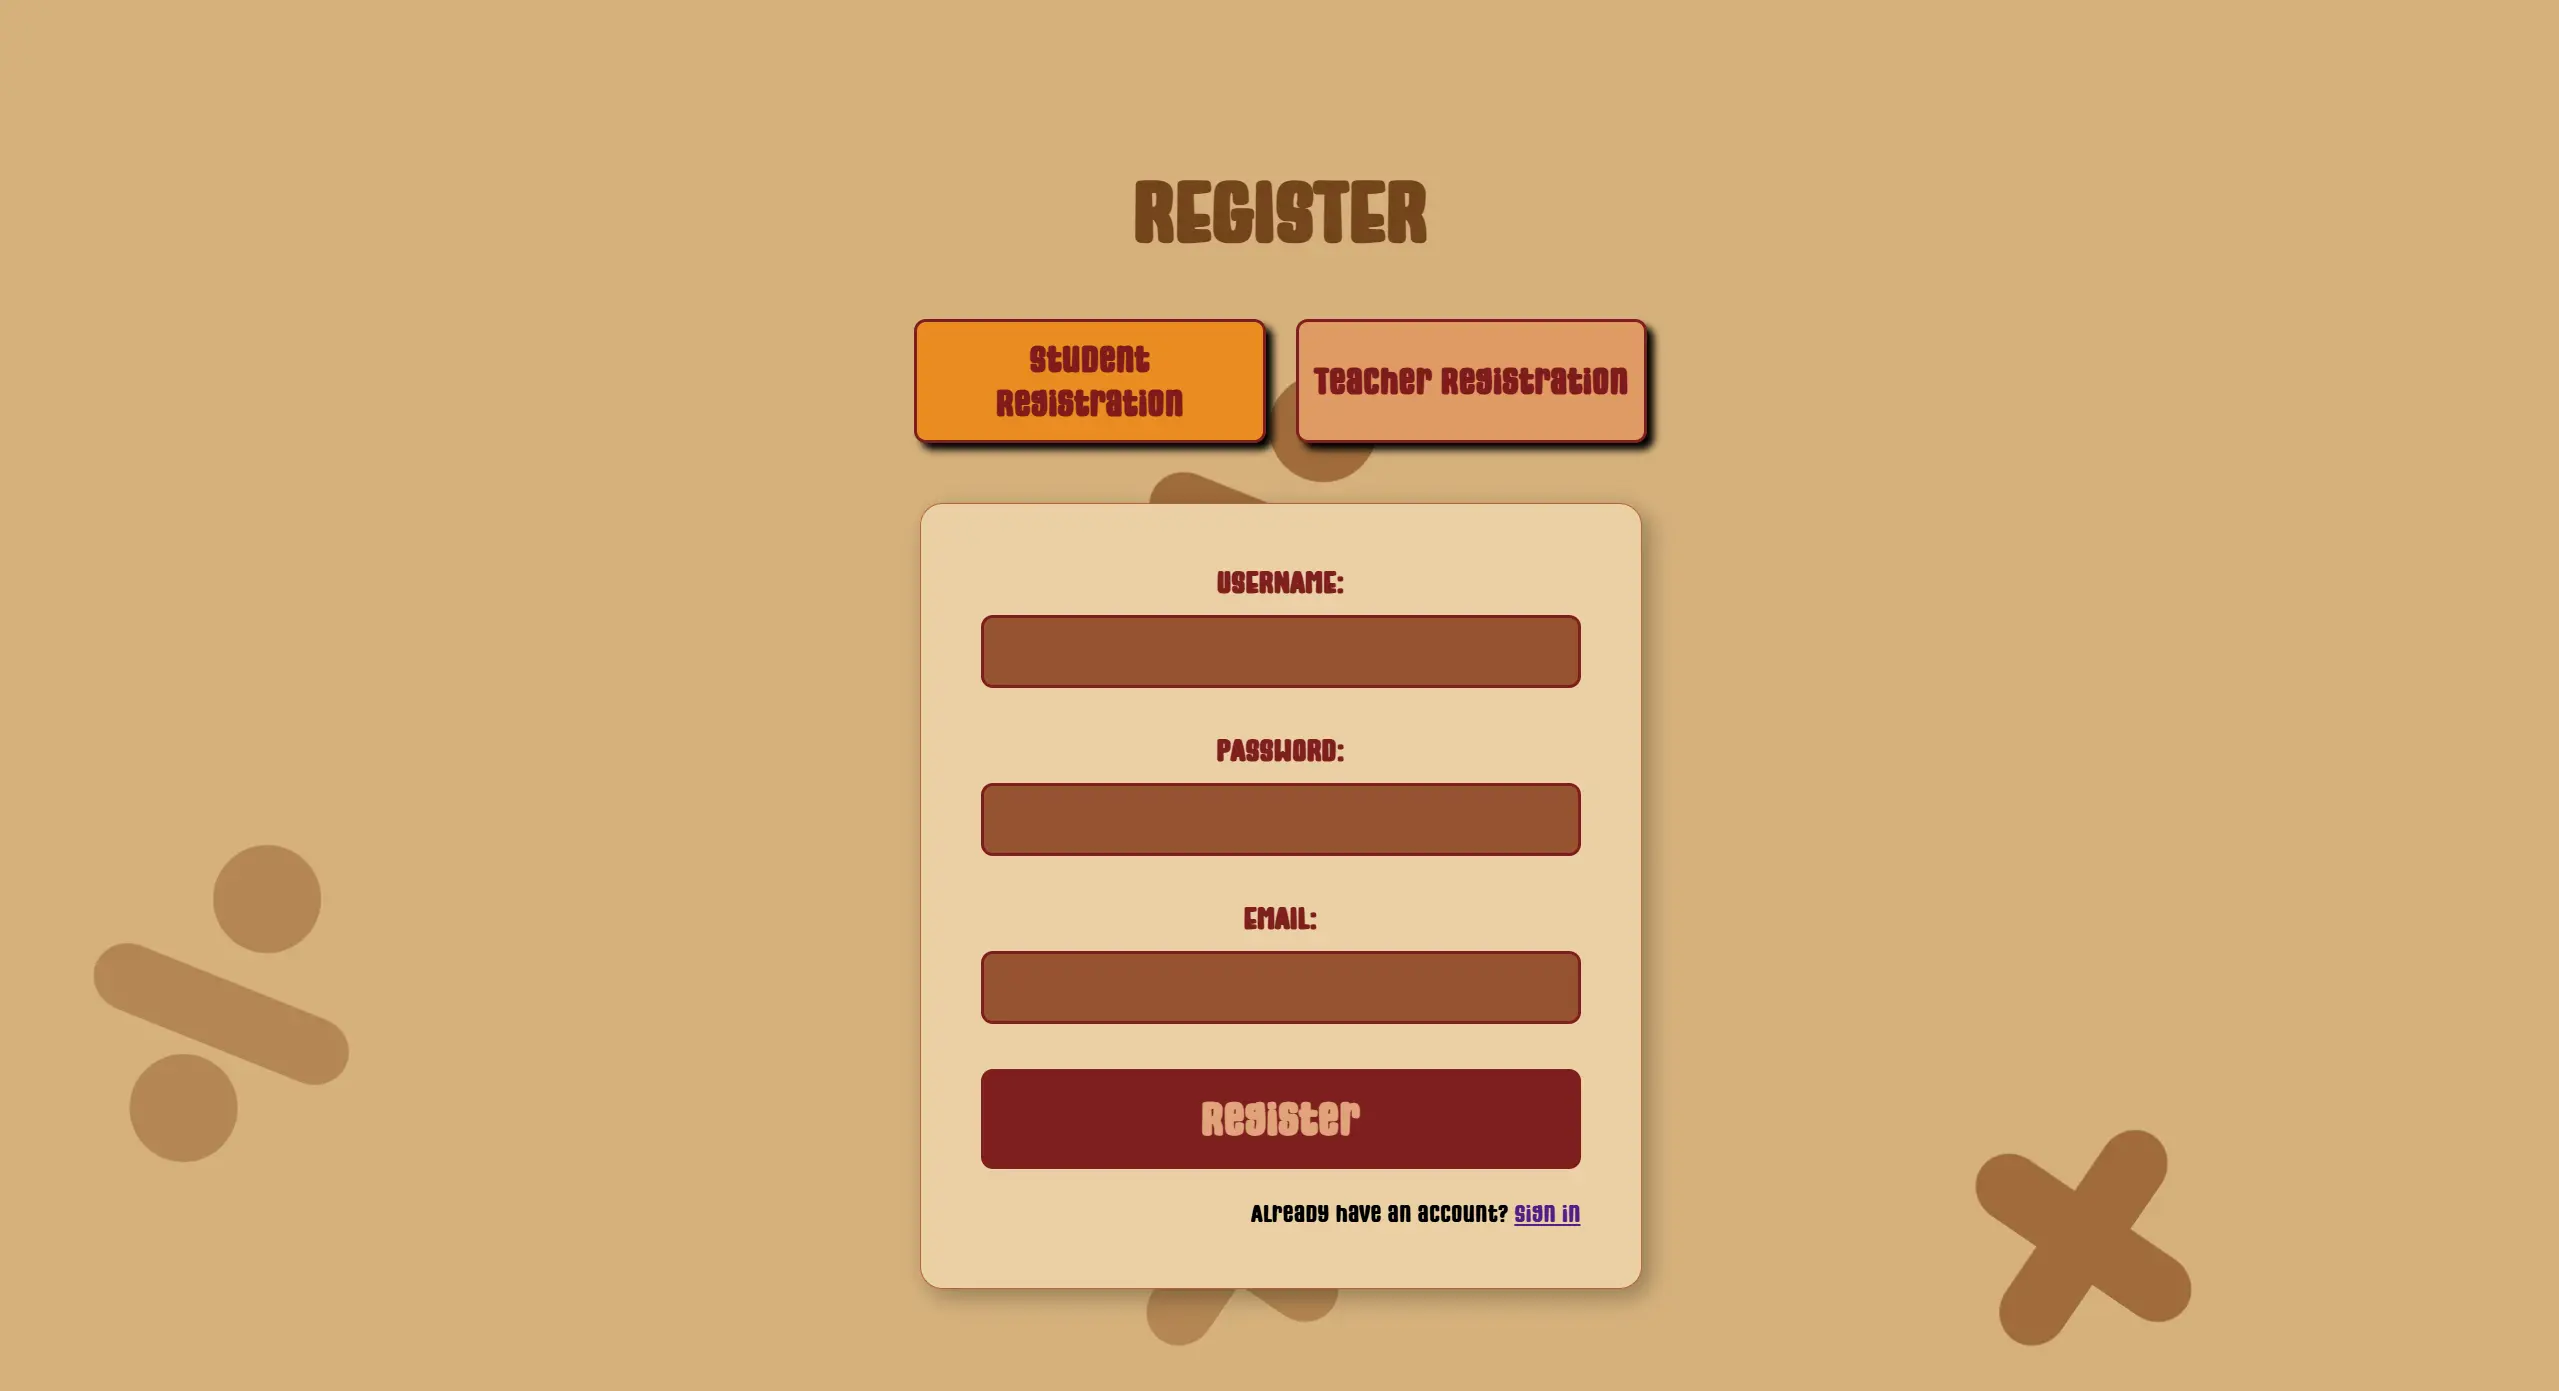 REGISTER
Student
Registration
Teacher Registration
USERNAME:
PASSWORD:
EMAIL:
Register
Already have an account? Sign in